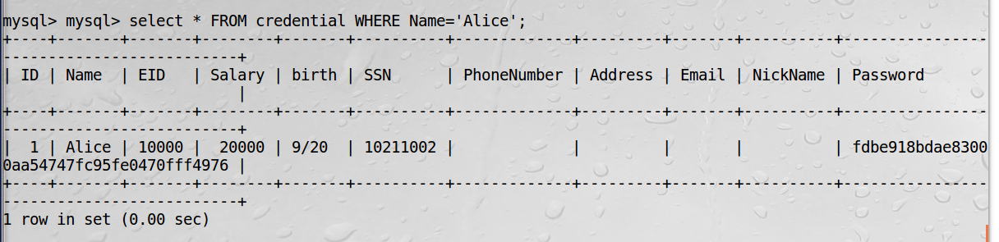 mysql> mysql> select * FROM credential WHERE Name='Alice';
+----+-------+-------+--------+-------+----------+-------------+---------+-------+----------+-----------------
--------------------------+
| ID | Name  | EID   | Salary | birth | SSN      | PhoneNumber | Address | Email | NickName | Password
                          |
+----+-------+-------+--------+-------+----------+-------------+---------+-------+----------+-----------------
--------------------------+
|  1 | Alice | 10000 |  20000 | 9/20  | 10211002 |             |         |       |          | fdbe918bdae8300
0aa54747fc95fe0470fff4976 |
+----+-------+-------+--------+-------+----------+-------------+---------+-------+----------+-----------------
--------------------------+
1 row in set (0.00 sec)